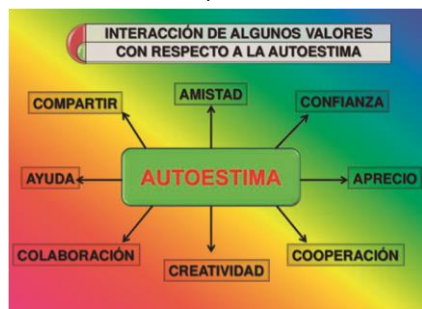 INTERACCIÓN DE ALGUNOS VALORES
CON RESPECTO A LA AUTOESTIMA
AMISTAD
COMPARTIR
CONFIANZA
AYUDA
AUTOESTIMA
APRECIO
COLABORACIÓN
COOPERACIÓN
CREATIVIDAD